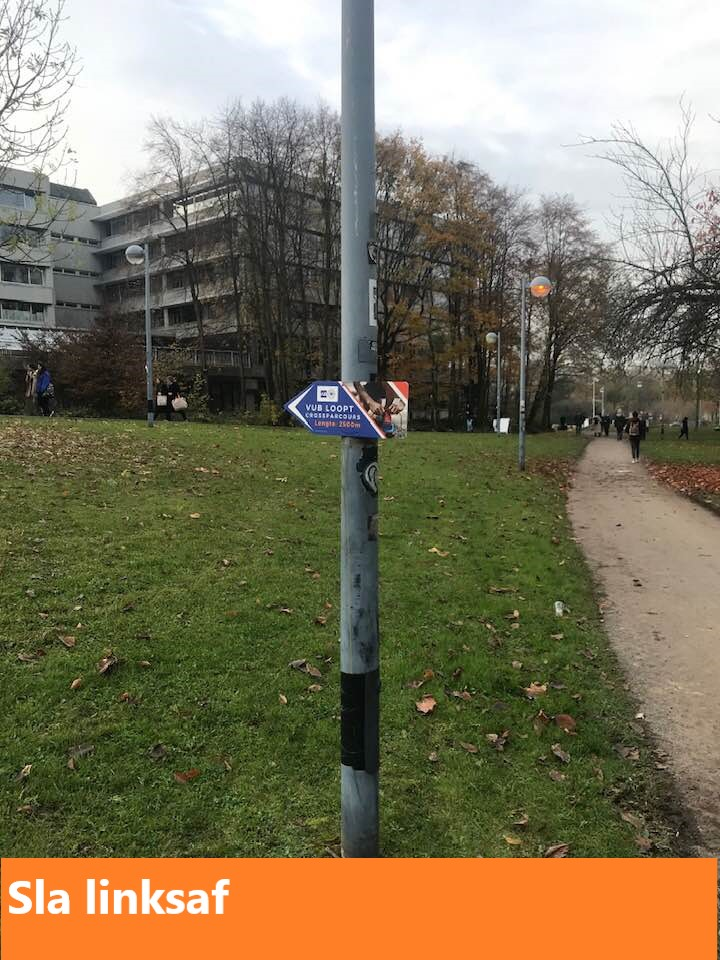 VUB LOOPT
CROSSPARCOURS
Lengte: 2500m
Sla linksaf